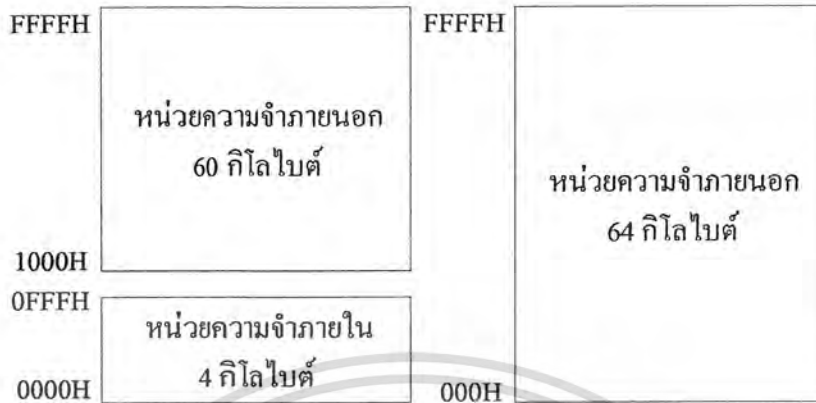 FFFFH
หน่วยความจำภายนอก
60 กิโลไบต์
1000H
0FFFH
หน่วยความจำภายใน
4 กิโลไบต์
0000H
FFFFH
หน่วยความจำภายนอก
64 กิโลไบต์
000H